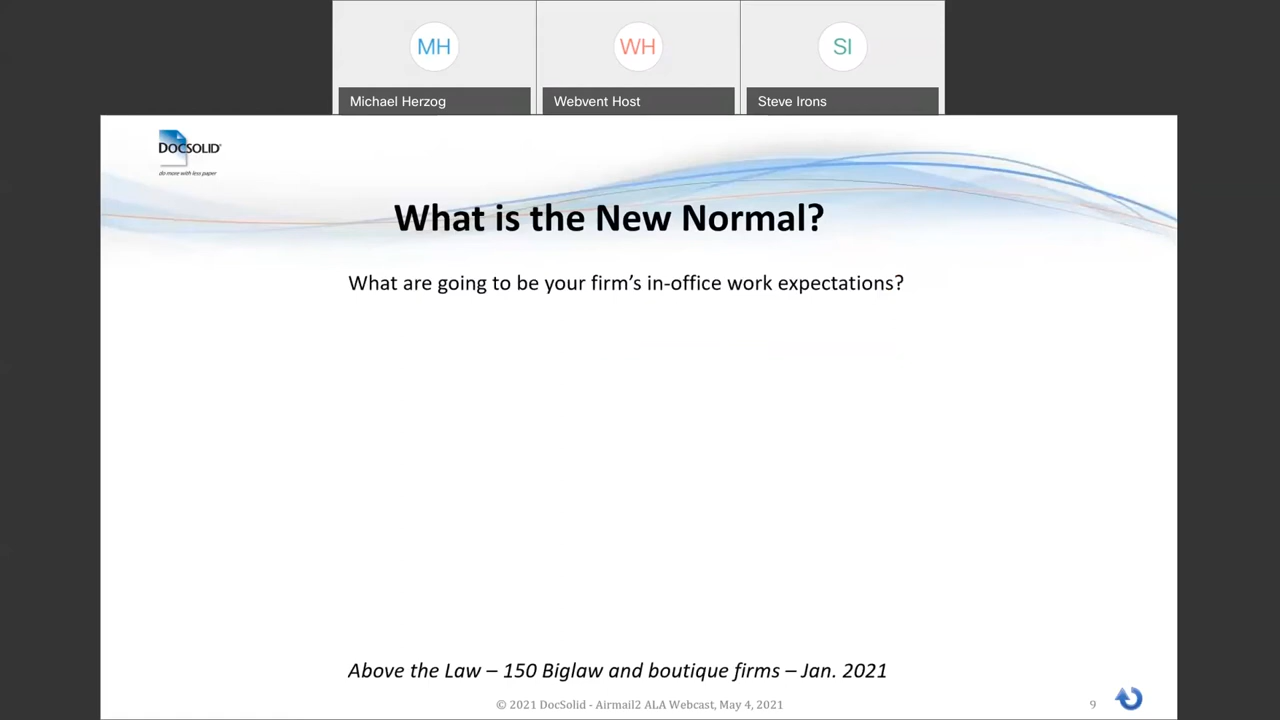 MH
WH
SI
Michael Herzog
Webvent Host
Steve Irons
DOCSOLID
do more with less paper
What is the New Normal?
What are going to be your firm's in-office work expectations?
Above the Law – 150 Biglaw and boutique firms – Jan. 2021
© 2021 DocSolid - Airmail2 ALA Webcast, May 4, 2021
9